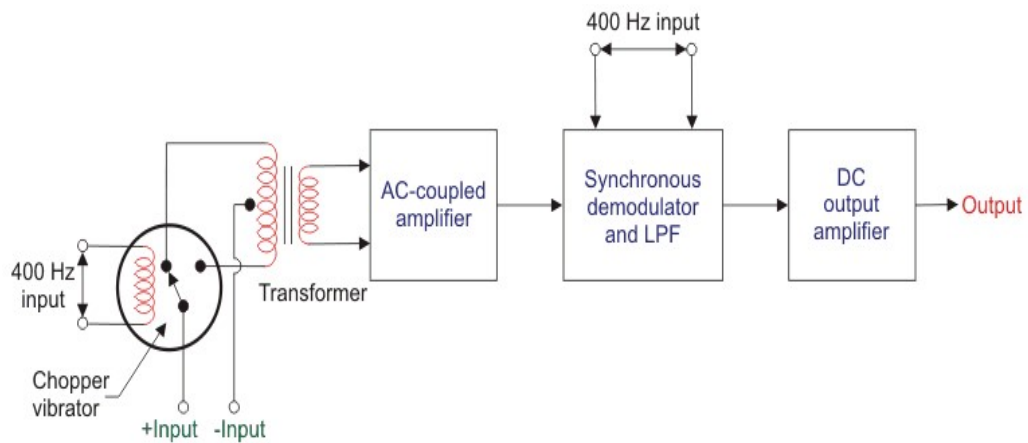 400 Hz input
AC-coupled
amplifier
Synchronous
demodulator
and LPF
DC
output
amplifier
Output
400 Hz
input
Transformer
Chopper
vibrator
+Input
-Input